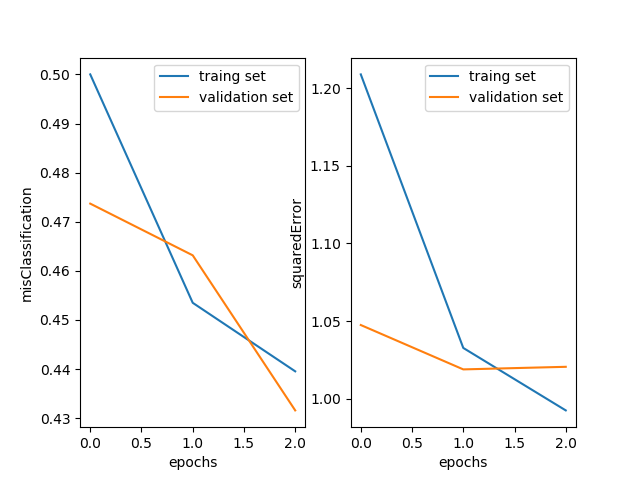 misClassification
0.50
0.49
0.48
0.47
0.46
0.45
0.44
0.43
0.0 0.5 1.0 1.5 2.0
epochs
traing set
validation set
squaredError
1.20
1.15
1.10
1.05
1.00
0.0 0.5 1.0 1.5 2.0
epochs
traing set
validation set